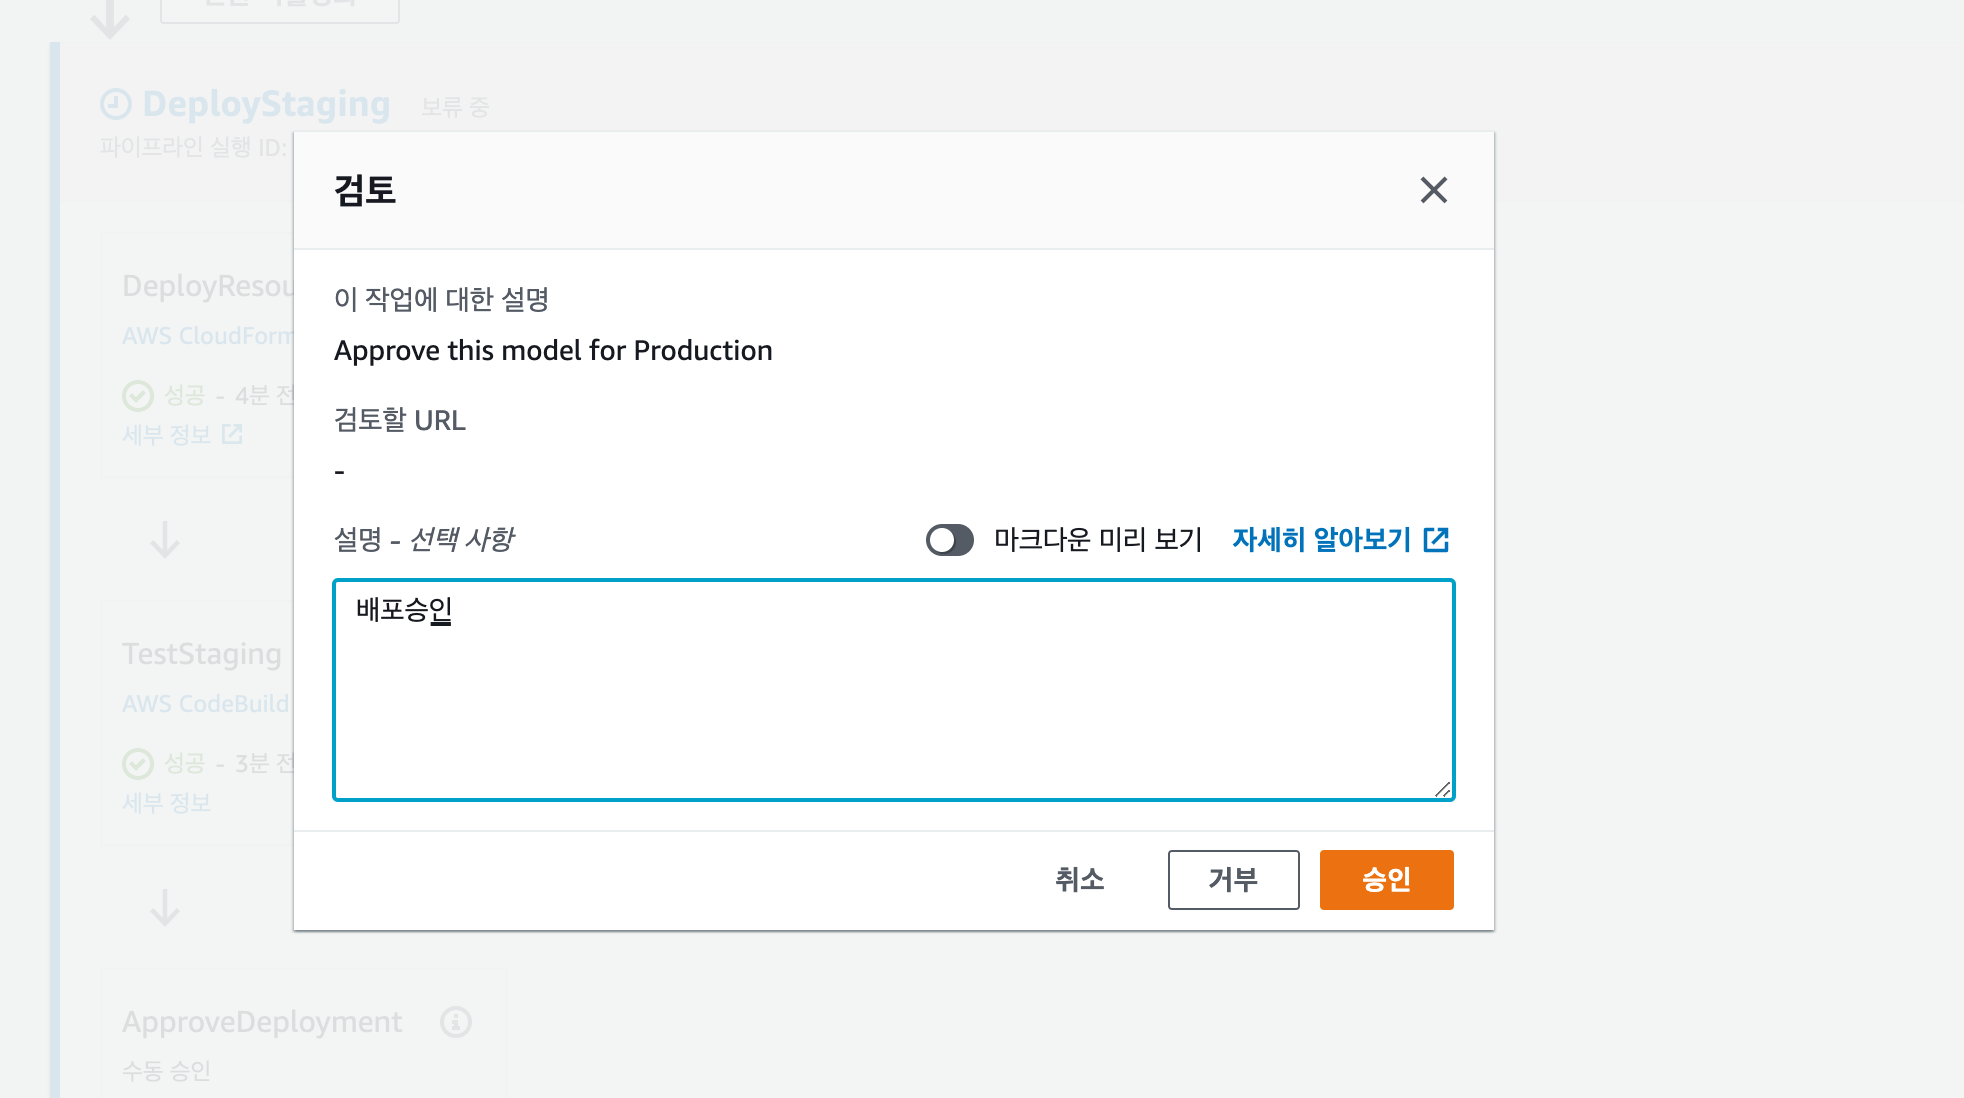 DeployStaging 보류 중
파이프라인 실행 ID:
검토
DeployResou
이 작업에 대한 설명
AWS CloudForm
Approve this model for Production
성공 - 4분 전
검토할 URL
세부 정보
-
설명 - 선택 사항 마크다운 미리 보기 자세히 알아보기
배포승인
TestStaging
AWS CodeBuild
성공 - 3분 전
세부 정보
취소 거부 승인
ApproveDeployment
수동 승인